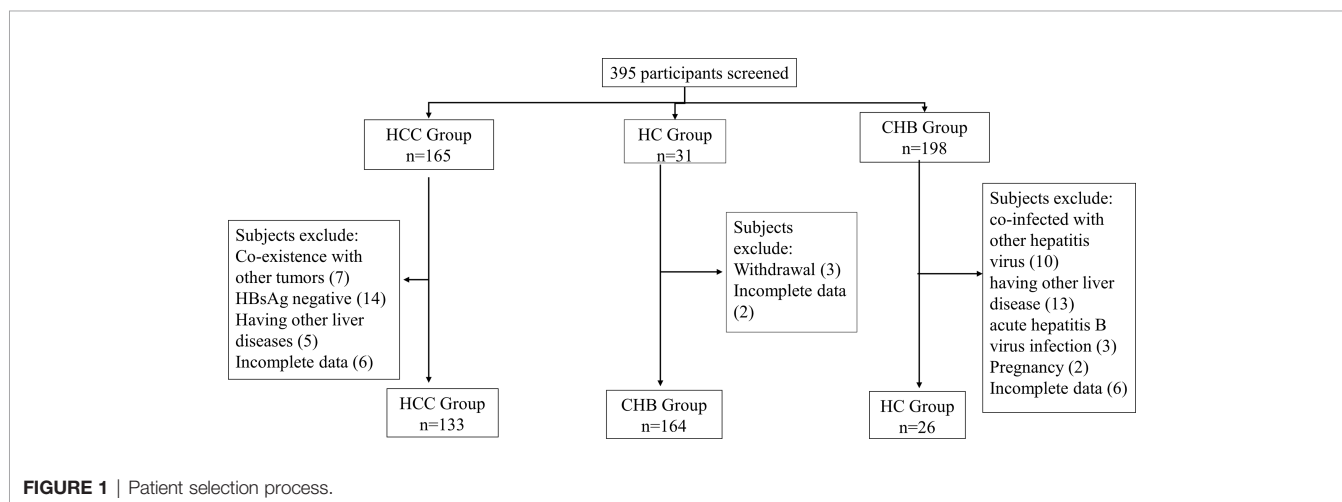 395 participants screened
HCC Group
n=165
HC Group
n=31
CHB Group
n=198
Subjects exclude:
Co-existence with
other tumors (7)
HBsAg negative (14)
Having other liver
diseases (5)
Incomplete data (6)
Subjects
exclude:
Withdrawal (3)
Incomplete data
(2)
Subjects exclude:
co-infected with
other hepatitis
virus (10)
having other liver
disease (13)
acute hepatitis B
virus infection (3)
Pregnancy (2)
Incomplete data (6)
HCC Group
n=133
CHB Group
n=164
HC Group
n=26
FIGURE 1 | Patient selection process.